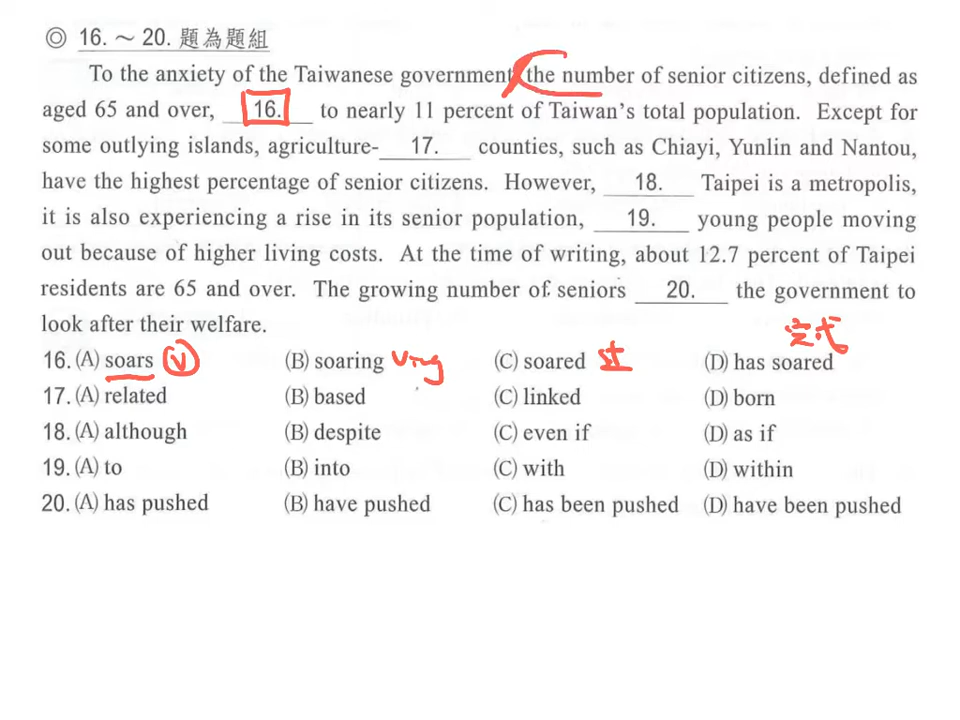 ◎ 16. ～ 20. 題為題組
To the anxiety of the Taiwanese government, the number of senior citizens, defined as
aged 65 and over, 16. to nearly 11 percent of Taiwan's total population. Except for
some outlying islands, agriculture- 17. counties, such as Chiayi, Yunlin and Nantou,
have the highest percentage of senior citizens. However, 18. Taipei is a metropolis,
it is also experiencing a rise in its senior population, 19. young people moving
out because of higher living costs. At the time of writing, about 12.7 percent of Taipei
residents are 65 and over. The growing number of seniors 20. the government to
look after their welfare.
16. (A) soars V (B) soaring Ving (C) soared (D) has soared
17. (A) related (B) based (C) linked (D) born
18. (A) although (B) despite (C) even if (D) as if
19. (A) to (B) into (C) with (D) within
20. (A) has pushed (B) have pushed (C) has been pushed (D) have been pushed